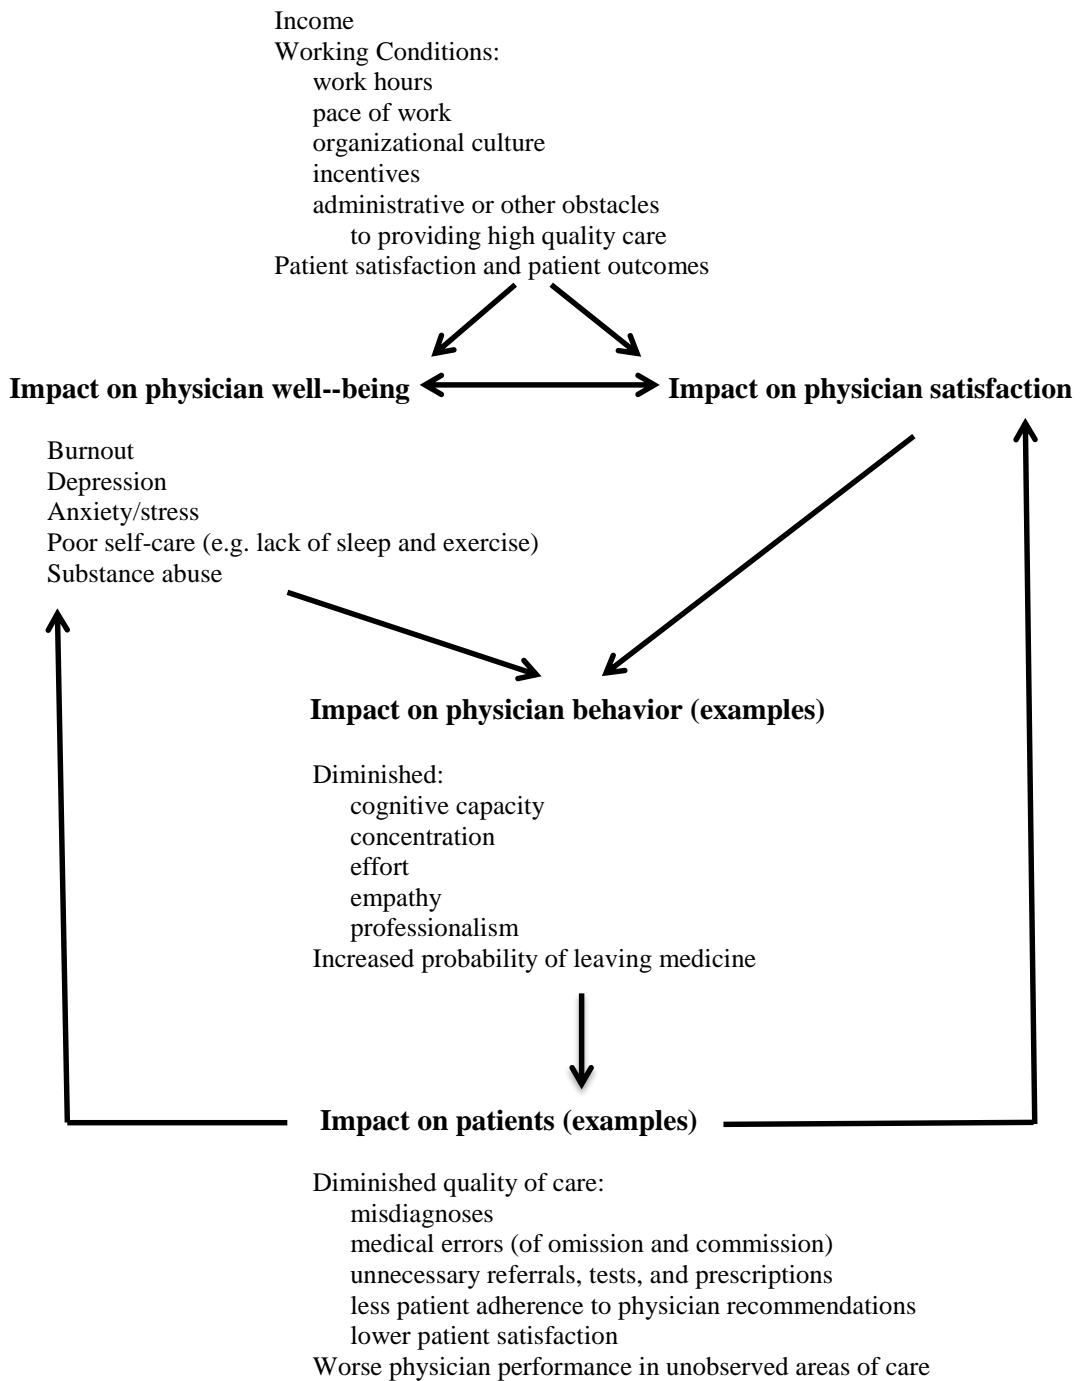 Income
Working Conditions:
work hours
pace of work
organizational culture
incentives
administrative or other obstacles
to providing high quality care
Patient satisfaction and patient outcomes
Impact on physician well--being
Impact on physician satisfaction
Burnout
Depression
Anxiety/stress
Poor self-care (e.g. lack of sleep and exercise)
Substance abuse
Impact on physician behavior (examples)
Diminished:
cognitive capacity
concentration
effort
empathy
professionalism
Increased probability of leaving medicine
Impact on patients (examples)
Diminished quality of care:
misdiagnoses
medical errors (of omission and commission)
unnecessary referrals, tests, and prescriptions
less patient adherence to physician recommendations
lower patient satisfaction
Worse physician performance in unobserved areas of care